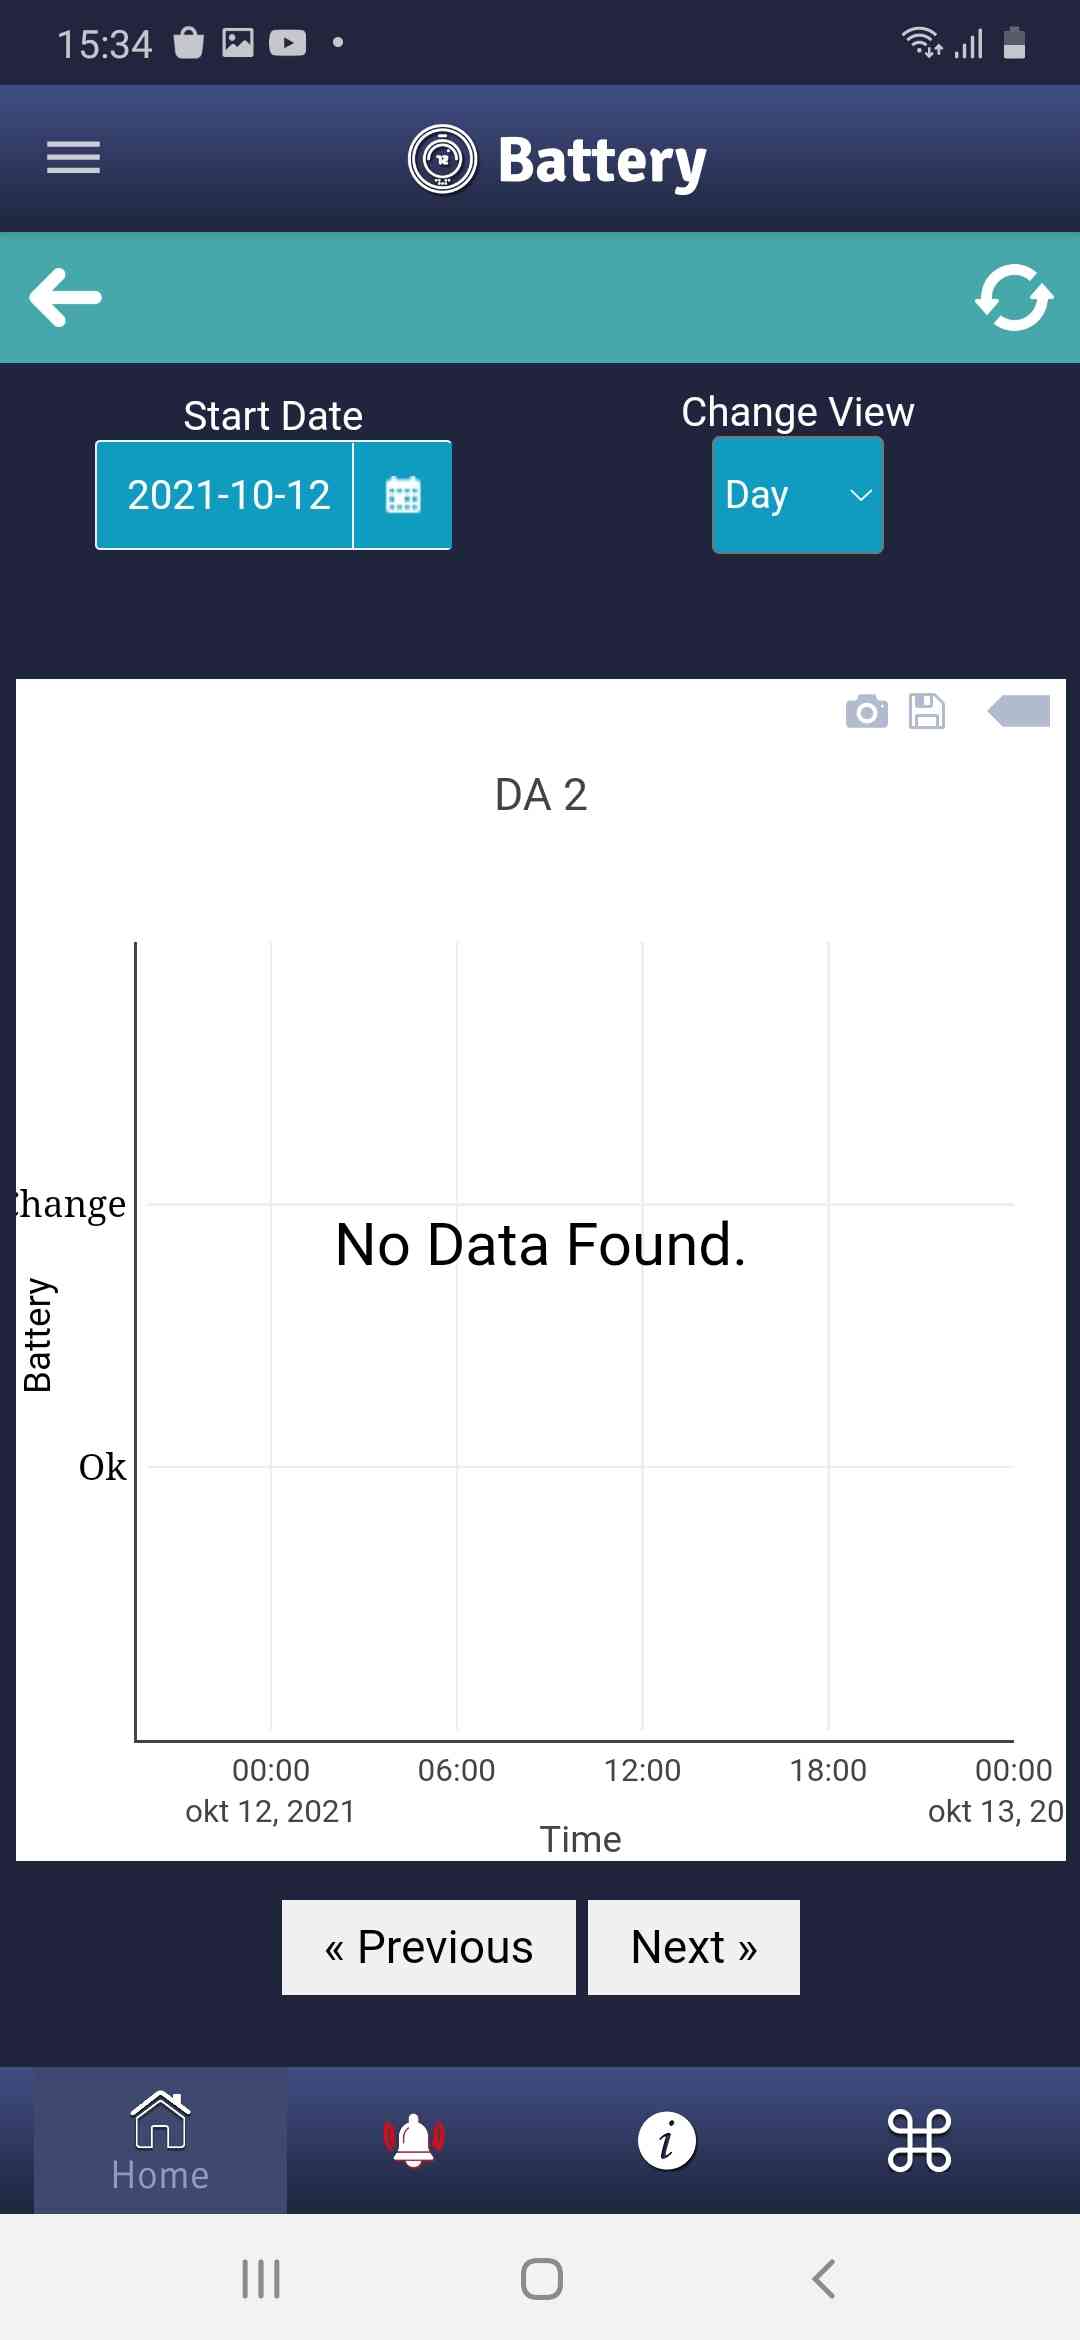 15:34
Battery
Start Date
Change View
2021-10-12
Day
DA 2
Change
No Data Found.
Battery
Ok
00:00
06:00
12:00
18:00
00:00
okt 12, 2021
okt 13, 20
Time
« Previous
Next »
Home